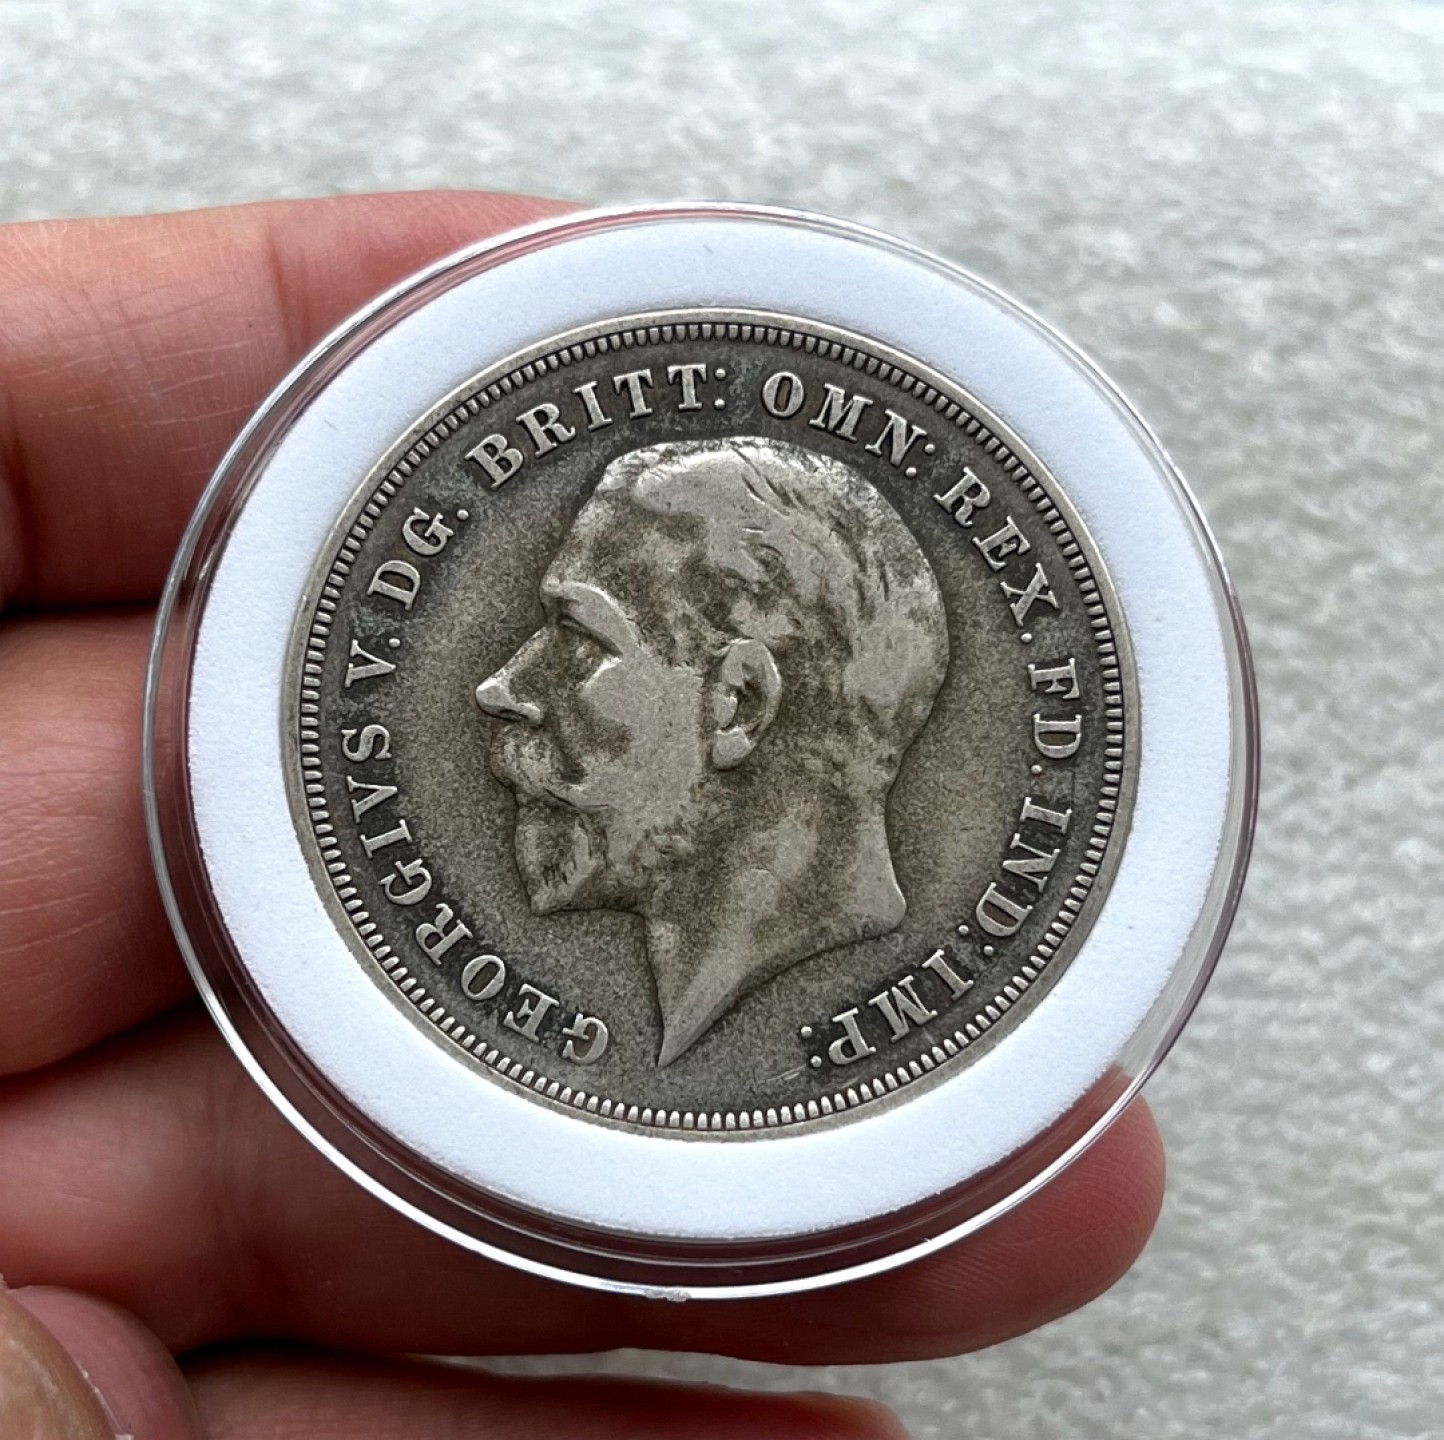 GEORGIVS V. DG. BRITT: OMN: REX. FD. IND: IMP: